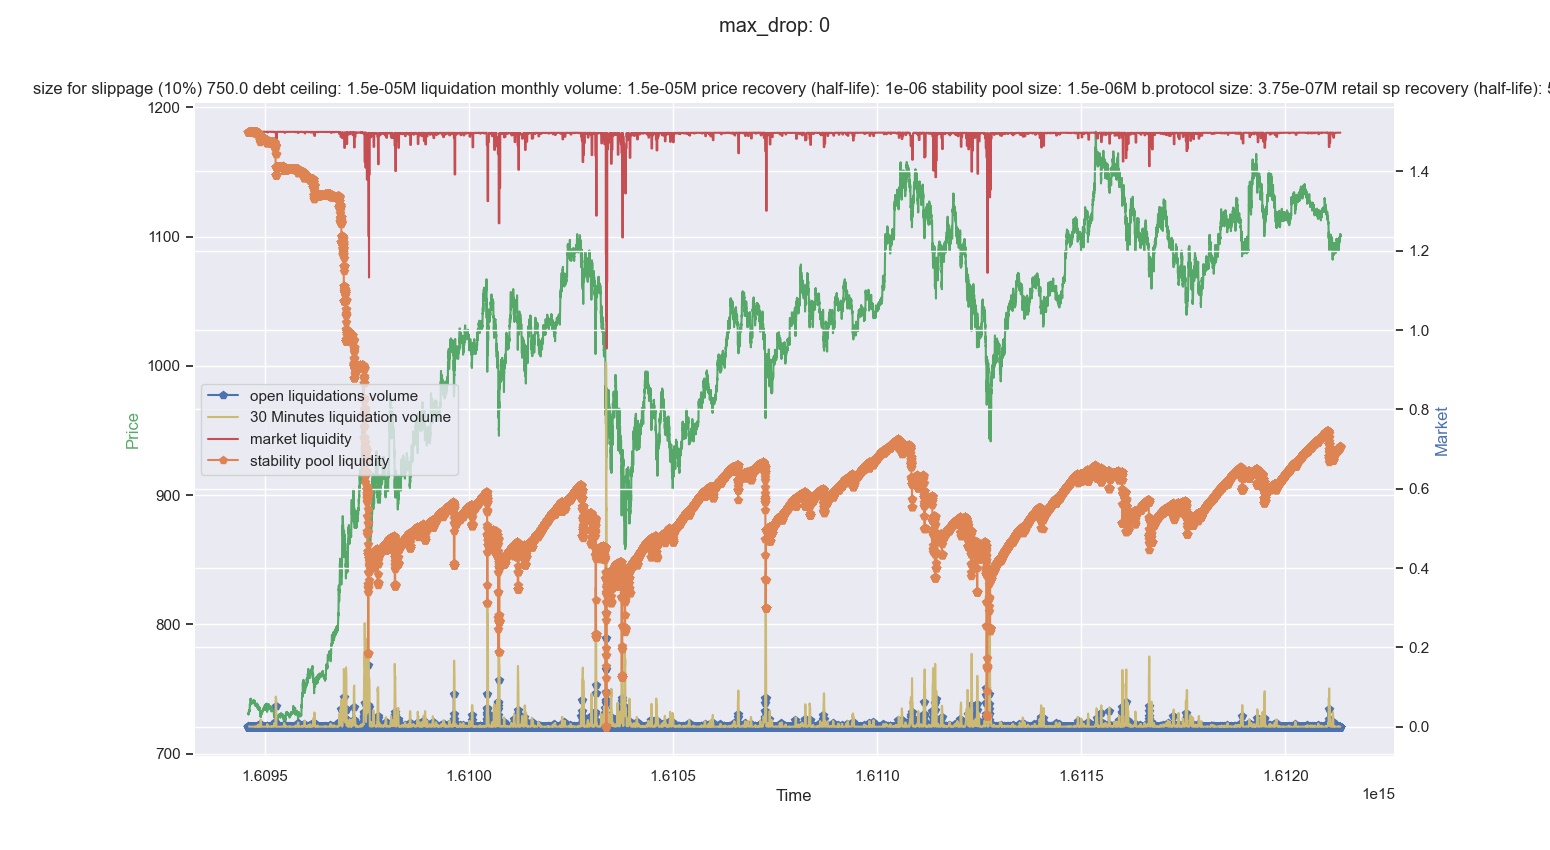 max_drop: 0
size for slippage (10%) 750.0 debt ceiling: 1.5e-05M liquidation monthly volume: 1.5e-05M price recovery (half-life): 1e-06 stability pool size: 1.5e-06M b.protocol size: 3.75e-07M retail sp recovery (half-life):
1200
1100
1000
900
800
700
Price
open liquidations volume
30 Minutes liquidation volume
market liquidity
stability pool liquidity
1.4
1.2
1.0
0.8
0.6
0.4
0.2
0.0
Market
1.6095 1.6100 1.6105 1.6110 1.6115 1.6120
1e15
Time